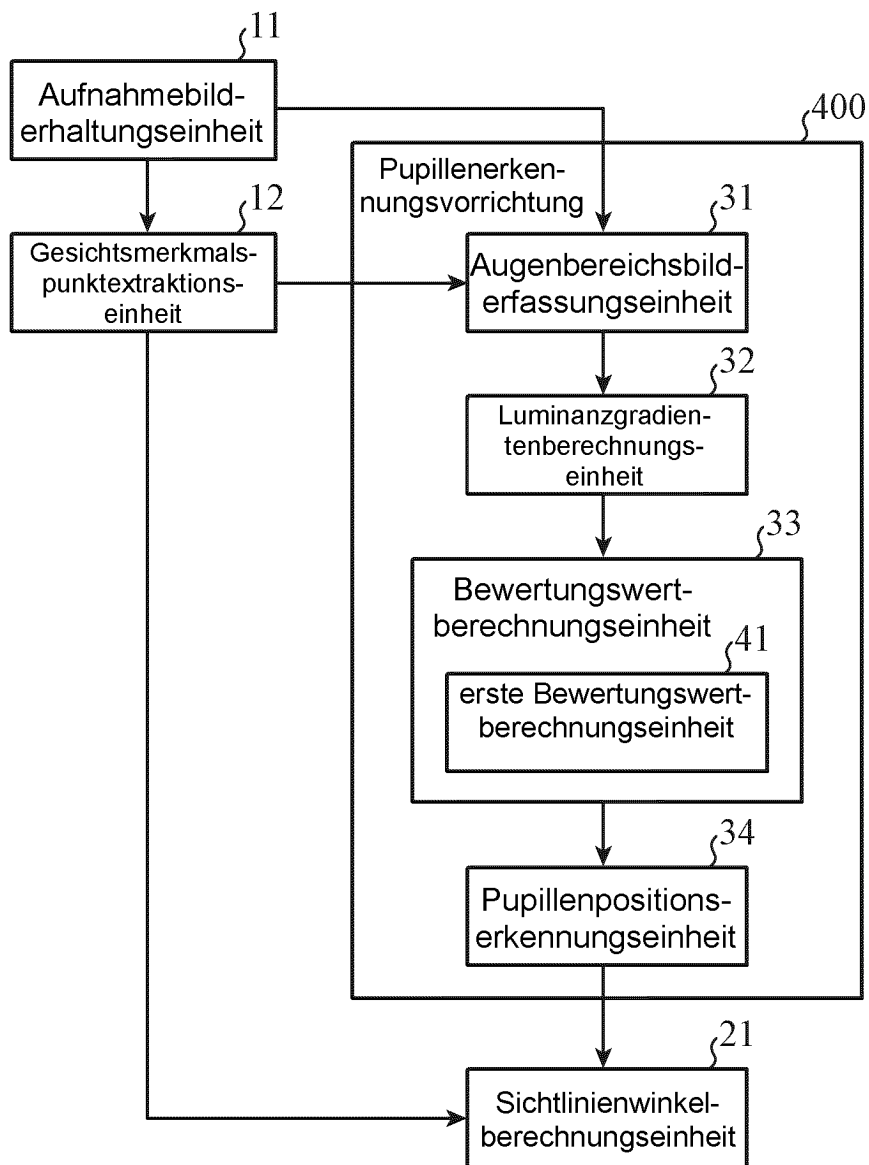 11
Aufnahmebild-
erhaltungseinheit
400
Pupillenerken-
nungsvorrichtung
12
Gesichtsmerkmals-
punktextraktions-
einheit
31
Augenbereichsbild-
erfassungseinheit
32
Luminanzgradien-
tenberechnungs-
einheit
33
Bewertungswert-
berechnungseinheit
41
erste Bewertungswert-
berechnungseinheit
34
Pupillenpositions-
erkennungseinheit
21
Sichtlinienwinkel-
berechnungseinheit